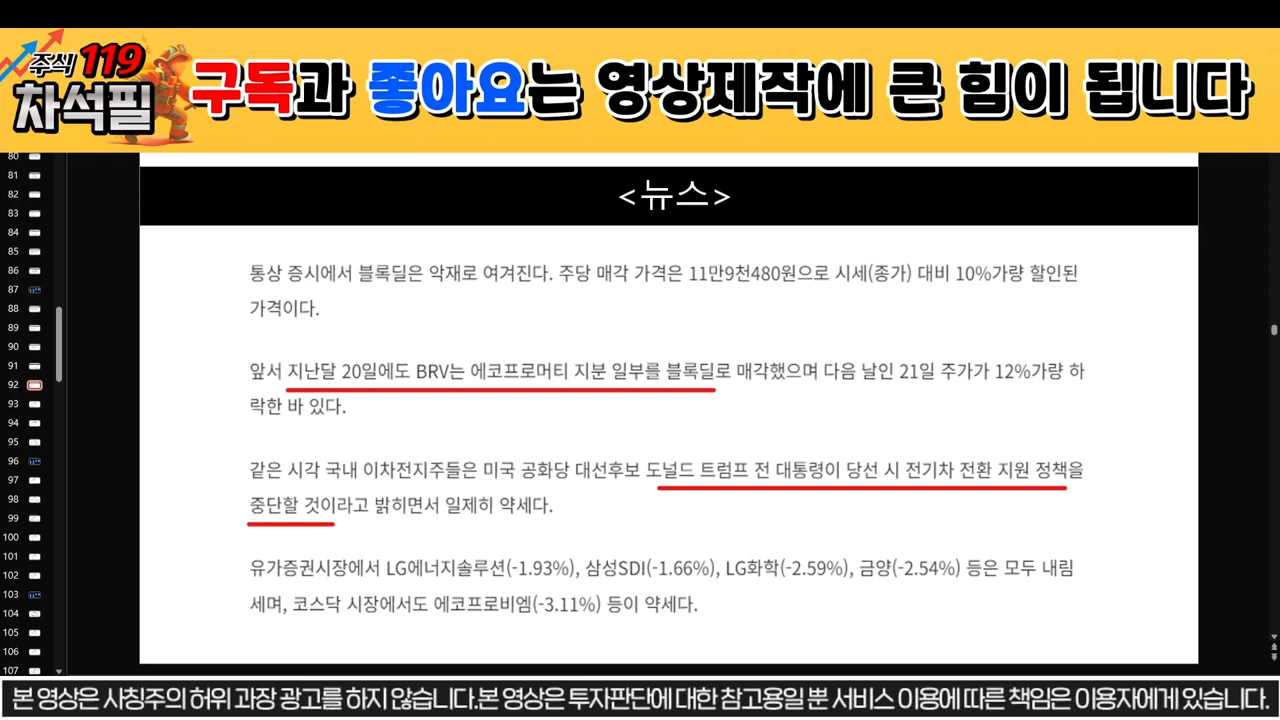 주식 119
차석필
구독과 좋아요는 영상제작에 큰 힘이 됩니다
80
81
82
83
84
85
86
87
88
89
90
91
92
93
94
95
96
97
98
99
100
101
102
103
104
105
106
107
<뉴스>
통상 증시에서 블록딜은 악재로 여겨진다. 주당 매각 가격은 11만9천480원으로 시세(종가) 대비 10%가량 할인된
가격이다.
앞서 지난달 20일에도 BRV는 에코프로머티 지분 일부를 블록딜로 매각했으며 다음 날인 21일 주가가 12%가량 하
락한 바 있다.
같은 시각 국내 이차전지주들은 미국 공화당 대선후보 도널드 트럼프 전 대통령이 당선 시 전기차 전환 지원 정책을
중단할 것이라고 밝히면서 일제히 약세다.
유가증권시장에서 LG에너지솔루션(-1.93%), 삼성SDI(-1.66%), LG화학(-2.59%), 금양(-2.54%) 등은 모두 내림
세며, 코스닥 시장에서도 에코프로비엠(-3.11%) 등이 약세다.
본 영상은 사칭주의 허위 과장 광고를 하지 않습니다.본 영상은 투자판단에 대한 참고용일 뿐 서비스 이용에 따른 책임은 이용자에게 있습니다.